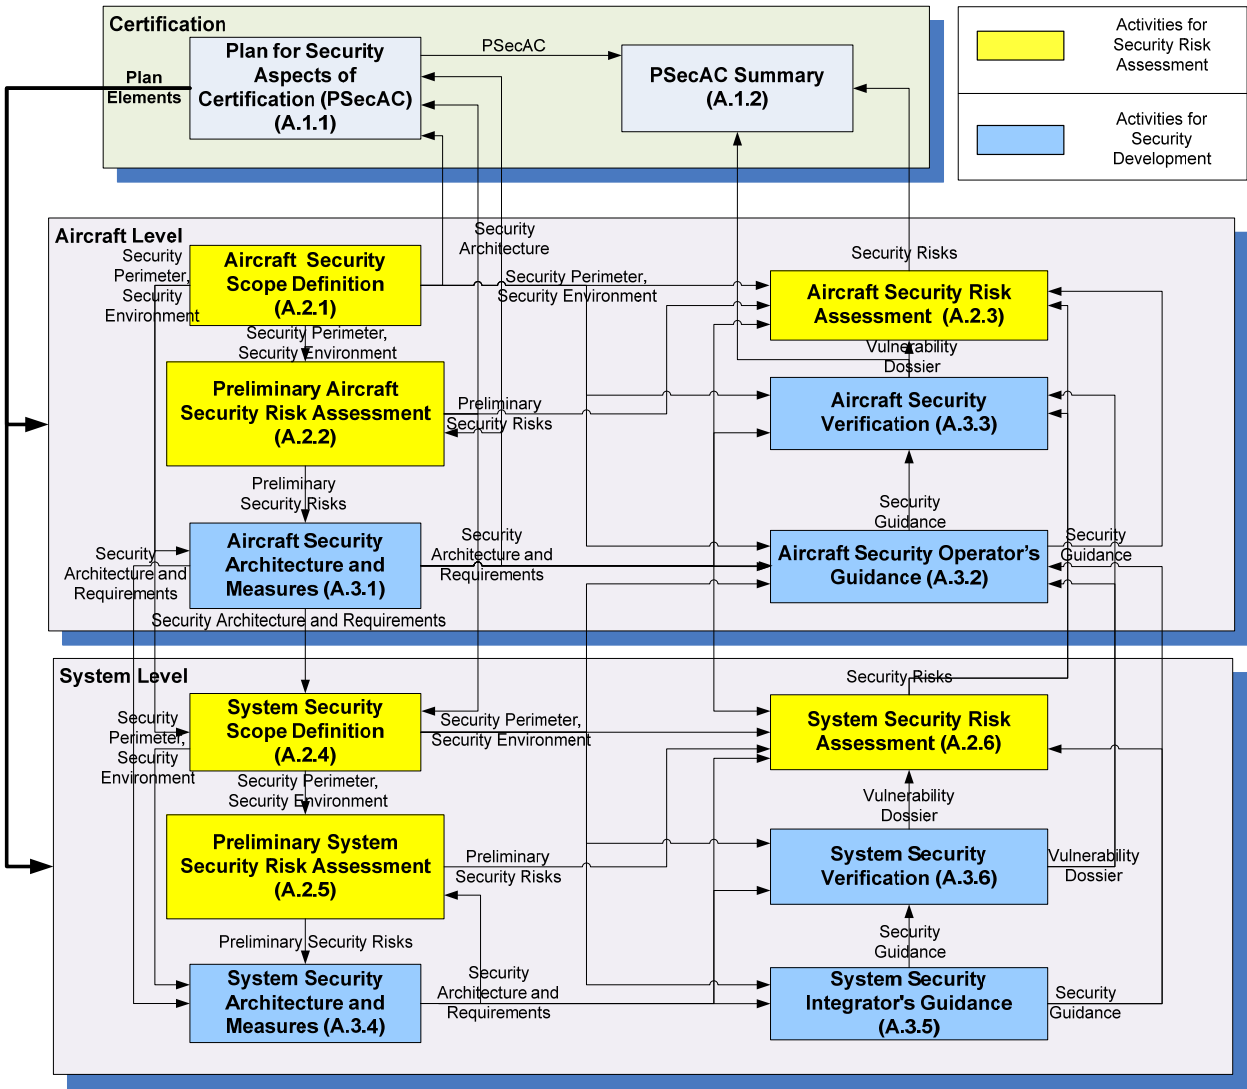 Certification
Plan for Security
Aspects of
Certification (PSecAC)
(A.1.1)
PSecAC
PSecAC Summary
(A.1.2)
Plan
Elements
Activities for
Security Risk
Assessment
Activities for
Security
Development
Aircraft Level
Security
Perimeter,
Security
Environment
Aircraft Security
Scope Definition
(A.2.1)
Security
Architecture
Security Perimeter,
Security Environment
Security Risks
Aircraft Security Risk
Assessment (A.2.3)
Security Perimeter,
Security Environment
Vulnerability
Dossier
Preliminary Aircraft
Security Risk Assessment
(A.2.2)
Preliminary
Security Risks
Aircraft Security
Verification (A.3.3)
Preliminary
Security Risks
Security
Guidance
Security
Architecture and
Requirements
Aircraft Security
Architecture and
Measures (A.3.1)
Security
Architecture and
Requirements
Aircraft Security Operator's
Guidance (A.3.2)
Security
Guidance
Security Architecture and Requirements
System Level
Security
Perimeter,
Security
Environment
System Security
Scope Definition
(A.2.4)
Security Perimeter,
Security Environment
Security Risks
System Security Risk
Assessment (A.2.6)
Security Perimeter,
Security Environment
Vulnerability
Dossier
Preliminary System
Security Risk Assessment
(A.2.5)
Preliminary
Security Risks
System Security
Verification (A.3.6)
Vulnerability
Dossier
Preliminary Security Risks
Security
Guidance
System Security
Architecture and
Measures (A.3.4)
Security
Architecture and
Requirements
System Security
Integrator's Guidance
(A.3.5)
Security
Guidance